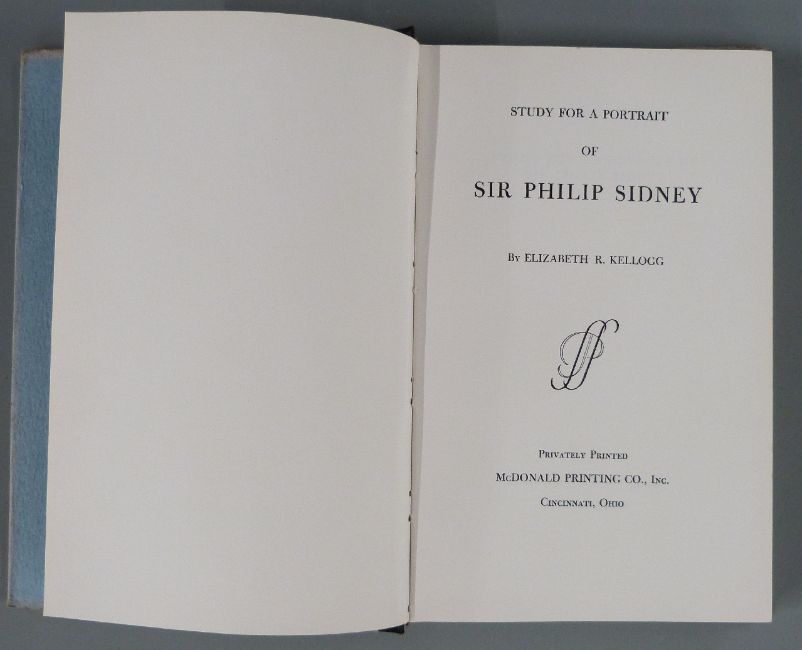 STUDY FOR A PORTRAIT
OF
SIR PHILIP SIDNEY
By ELIZABETH R. KELLOGG
Privately Printed
McDONALD PRINTING CO., Inc.
Cincinnati, Ohio